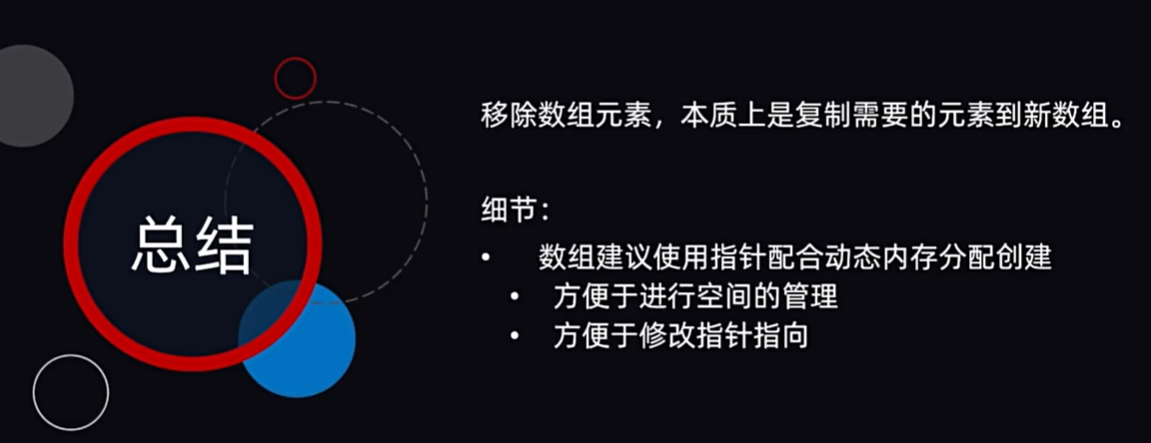 总结
移除数组元素，本质上是复制需要的元素到新数组。
细节：
• 数组建议使用指针配合动态内存分配创建
• 方便于进行空间的管理
• 方便于修改指针指向